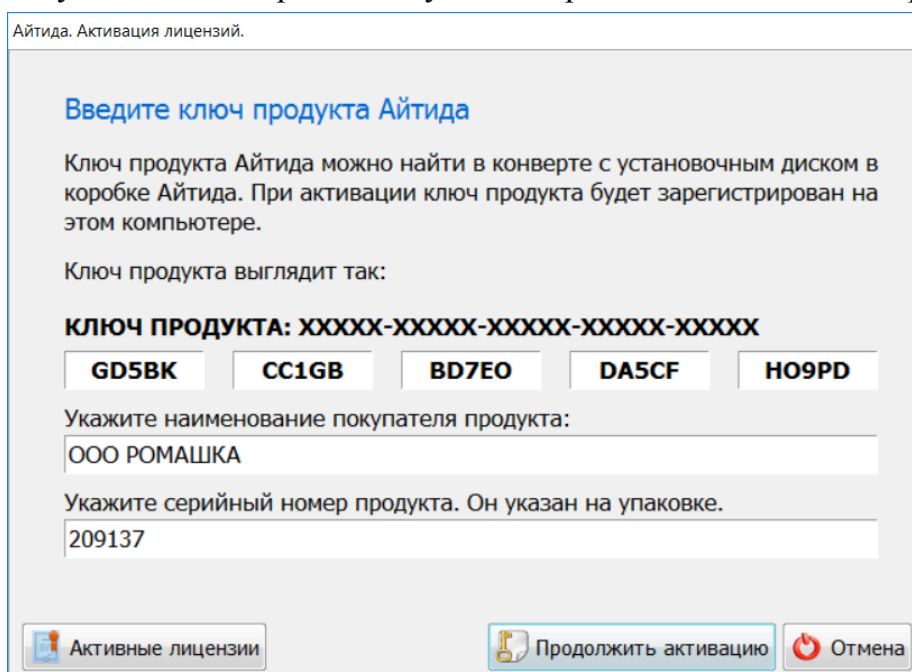 Айтида. Активация лицензий.
Введите ключ продукта Айтида
Ключ продукта Айтида можно найти в конверте с установочным диском в
коробке Айтида. При активации ключ продукта будет зарегистрирован на
этом компьютере.
Ключ продукта выглядит так:
КЛЮЧ ПРОДУКТА: XXXXX-XXXXX-XXXXX-XXXXX-XXXXX
GD5BK CC1GB BD7EO DA5CF HO9PD
Укажите наименование покупателя продукта:
ООО РОМАШКА
Укажите серийный номер продукта. Он указан на упаковке.
209137
Активные лицензии Продолжить активацию Отмена